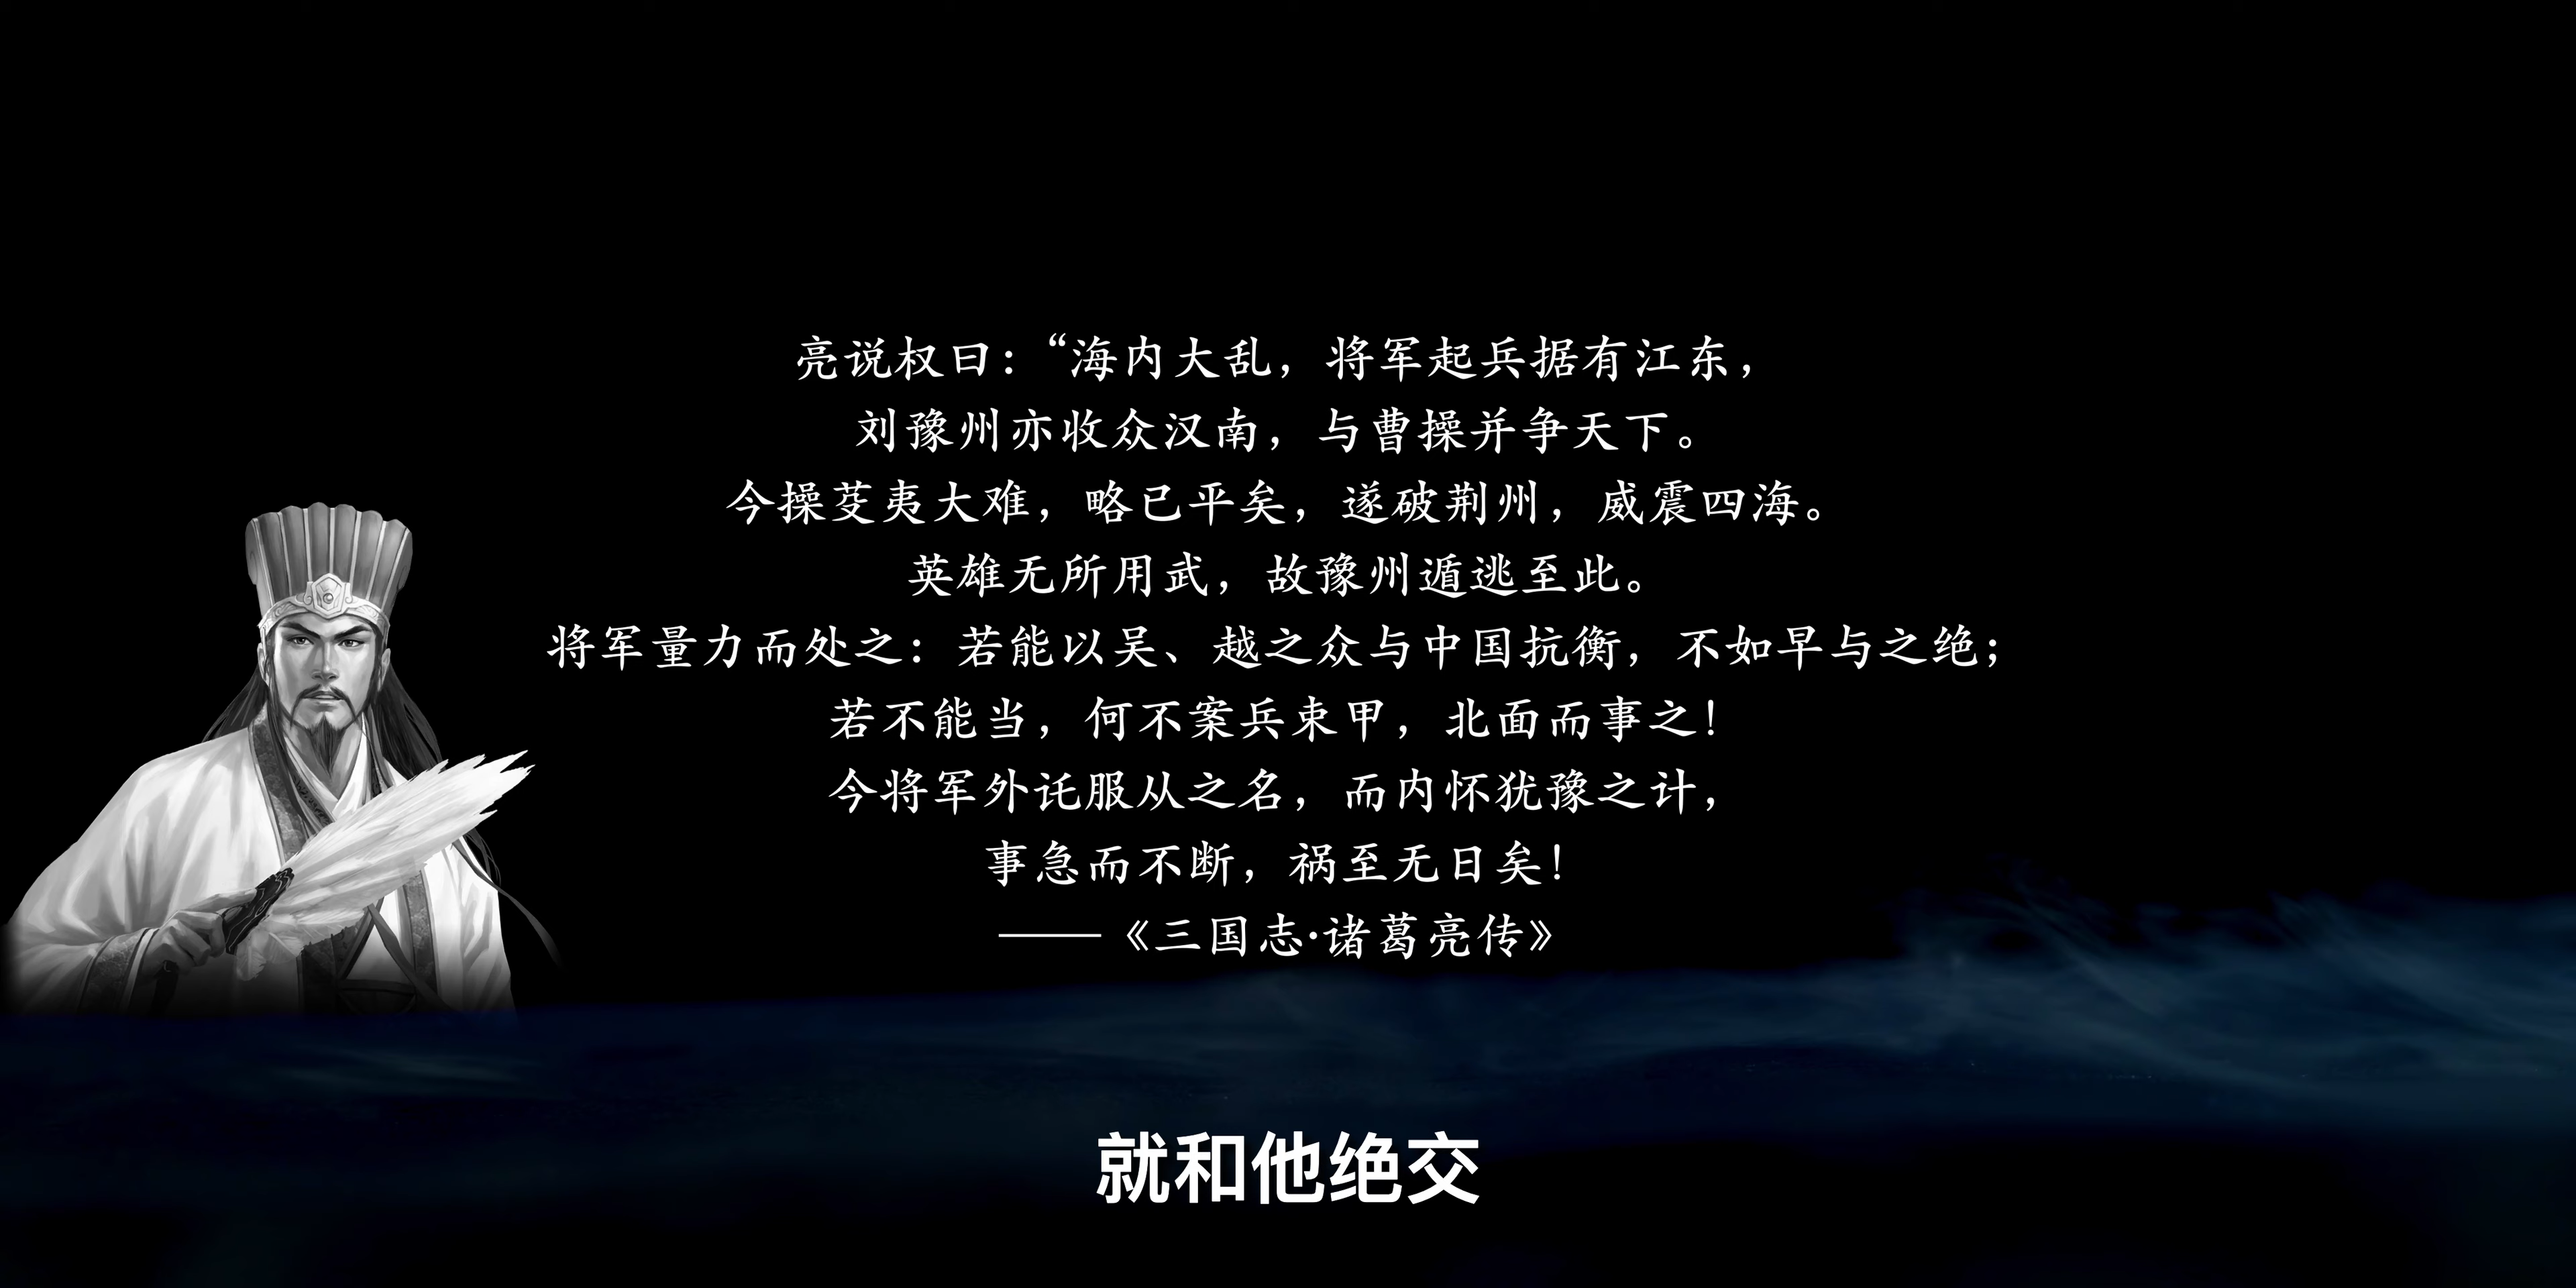 亮说权曰：“海内大乱，将军起兵据有江东，
刘豫州亦收众汉南，与曹操并争天下。
今操芟夷大难，略已平矣，遂破荆州，威震四海。
英雄无所用武，故豫州遁逃至此。
将军量力而处之：若能以吴、越之众与中国抗衡，不如早与之绝；
若不能当，何不案兵束甲，北面而事之！
今将军外讬服从之名，而内怀犹豫之计，
事急而不断，祸至无日矣！
——《三国志·诸葛亮传》
就和他绝交